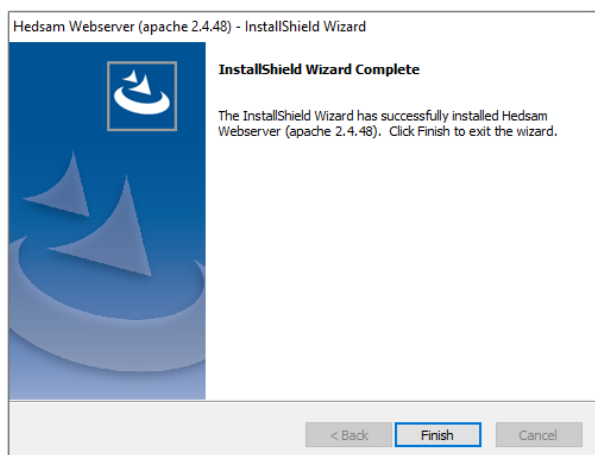 Hedsam Webserver (apache 2.4.48) - InstallShield Wizard
InstallShield Wizard Complete
The InstallShield Wizard has successfully installed Hedsam
Webserver (apache 2.4.48). Click Finish to exit the wizard.
< Back Finish Cancel